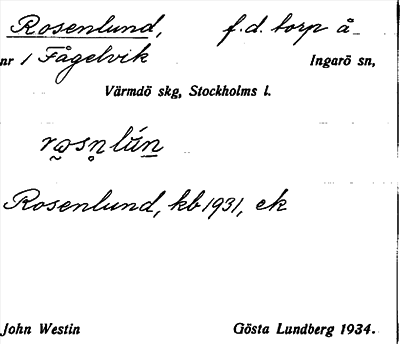 Rosenlund, f.d. torp å
nr 1 Fågelvik Ingarö sn,
Värmdö skg, Stockholms l.
Rosenlund, kb 1931, ek
John Westin Gösta Lundberg 1934.